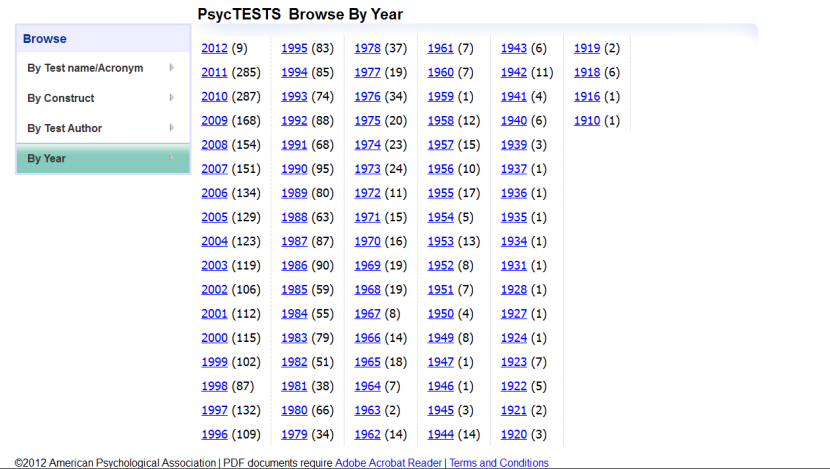 PsycTESTS Browse By Year
Browse
By Test name/Acronym
By Construct
By Test Author
By Year
2012 (9) 1995 (83) 1978 (37) 1961 (7) 1943 (6) 1919 (2)
2011 (285) 1994 (85) 1977 (19) 1960 (7) 1942 (11) 1918 (6)
2010 (287) 1993 (74) 1976 (34) 1959 (1) 1941 (4) 1916 (1)
2009 (168) 1992 (88) 1975 (20) 1958 (12) 1940 (6) 1910 (1)
2008 (154) 1991 (68) 1974 (23) 1957 (15) 1939 (3)
2007 (151) 1990 (95) 1973 (24) 1956 (10) 1937 (1)
2006 (134) 1989 (80) 1972 (11) 1955 (17) 1936 (1)
2005 (129) 1988 (63) 1971 (15) 1954 (5) 1935 (1)
2004 (123) 1987 (87) 1970 (16) 1953 (13) 1934 (1)
2003 (119) 1986 (90) 1969 (19) 1952 (8) 1931 (1)
2002 (106) 1985 (59) 1968 (19) 1951 (7) 1928 (1)
2001 (112) 1984 (55) 1967 (8) 1950 (4) 1927 (1)
2000 (115) 1983 (79) 1966 (14) 1949 (8) 1924 (1)
1999 (102) 1982 (51) 1965 (18) 1947 (1) 1923 (7)
1998 (87) 1981 (38) 1964 (7) 1946 (1) 1922 (5)
1997 (132) 1980 (66) 1963 (2) 1945 (3) 1921 (2)
1996 (109) 1979 (34) 1962 (14) 1944 (14) 1920 (3)
©2012 American Psychological Association | PDF documents require Adobe Acrobat Reader | Terms and Conditions